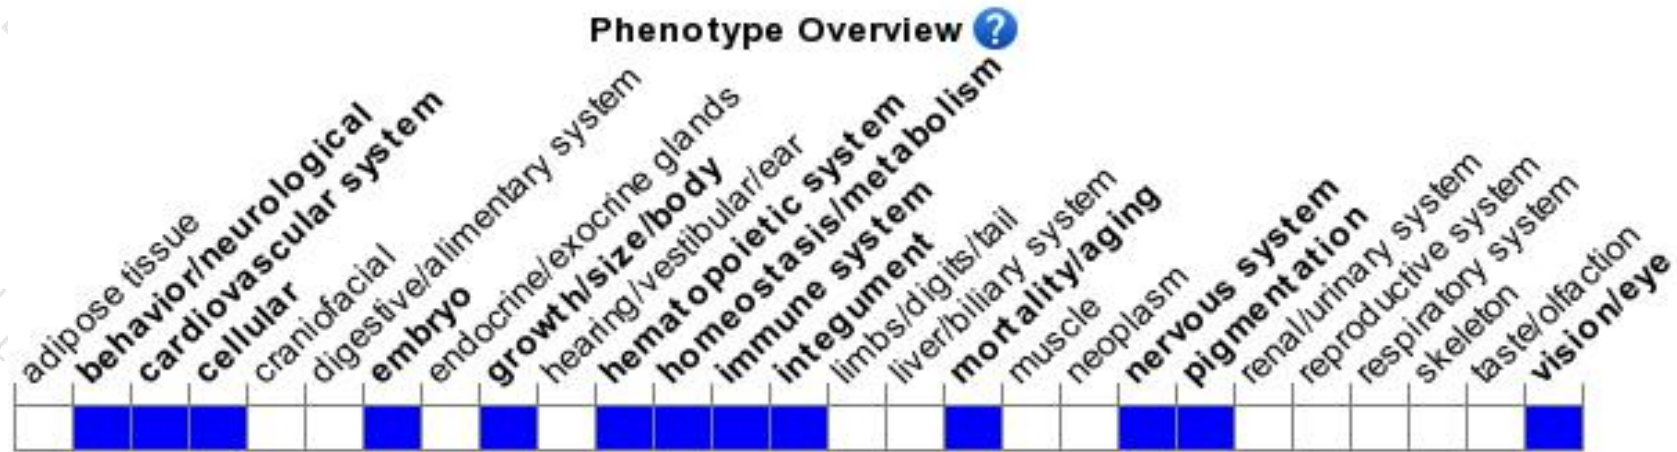 Phenotype Overview ?
adipose tissue
behavior/neurological
cardiovascular system
cellular
craniofacial
digestive/alimentary system
embryo
endocrine/exocrine glands
growth/size/body
hearing/vestibular/ear
hematopoietic system
homeostasis/metabolism
immune system
integument
limbs/digits/tail
liver/biliary system
mortality/aging
muscle
neoplasm
nervous system
pigmentation
renal/urinary system
reproductive system
respiratory system
skeleton
taste/olfaction
vision/eye